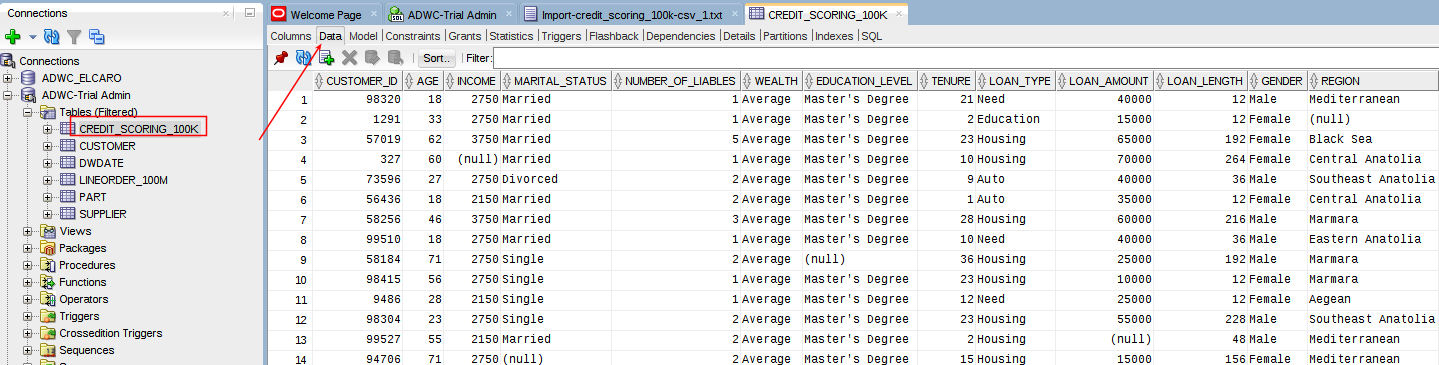 Connections
Welcome Page
ADWC-Trial Admin
Import-credit_scoring_100k-csv_1.txt
CREDIT_SCORING_100K
Columns Data Model Constraints Grants Statistics Triggers Flashback Dependencies Details Partitions Indexes SQL
Sort.. Filter:
Connections
ADWC_ELCARO
ADWC-Trial Admin
Tables (Filtered)
CREDIT_SCORING_100K
CUSTOMER
DWDATE
LINEORDER_100M
PART
SUPPLIER
Views
Packages
Procedures
Functions
Operators
Triggers
Crossedition Triggers
Sequences
CUSTOMER_ID AGE INCOME MARITAL_STATUS NUMBER_OF_LIABLES WEALTH EDUCATION_LEVEL TENURE LOAN_TYPE LOAN_AMOUNT LOAN_LENGTH GENDER REGION
1 98320 18 2750 Married 1 Average Master's Degree 21 Need 40000 12 Male Mediterranean
2 1291 33 2750 Married 1 Average Master's Degree 2 Education 15000 12 Female (null)
3 57019 62 3750 Married 5 Average Master's Degree 23 Housing 65000 192 Female Black Sea
4 327 60 (null) Married 1 Average Master's Degree 10 Housing 70000 264 Female Central Anatolia
5 73596 27 2750 Divorced 2 Average Master's Degree 9 Auto 40000 36 Male Southeast Anatolia
6 56436 18 2150 Married 2 Average Master's Degree 1 Auto 35000 12 Female Central Anatolia
7 58256 46 3750 Married 3 Average Master's Degree 28 Housing 60000 216 Male Marmara
8 99510 18 2750 Married 1 Average Master's Degree 10 Need 40000 36 Male Eastern Anatolia
9 58184 71 2750 Single 2 Average (null) 36 Housing 25000 192 Male Marmara
10 98415 56 2750 Single 1 Average Master's Degree 23 Housing 10000 12 Female Marmara
11 9486 28 2150 Single 1 Average Master's Degree 12 Need 25000 12 Female Aegean
12 98304 23 2750 Single 2 Average Master's Degree 23 Housing 55000 228 Male Southeast Anatolia
13 99527 55 2150 Married 2 Average Master's Degree 2 Housing (null) 48 Male Mediterranean
14 94706 71 2750 (null) 2 Average Master's Degree 15 Housing 15000 156 Female Mediterranean